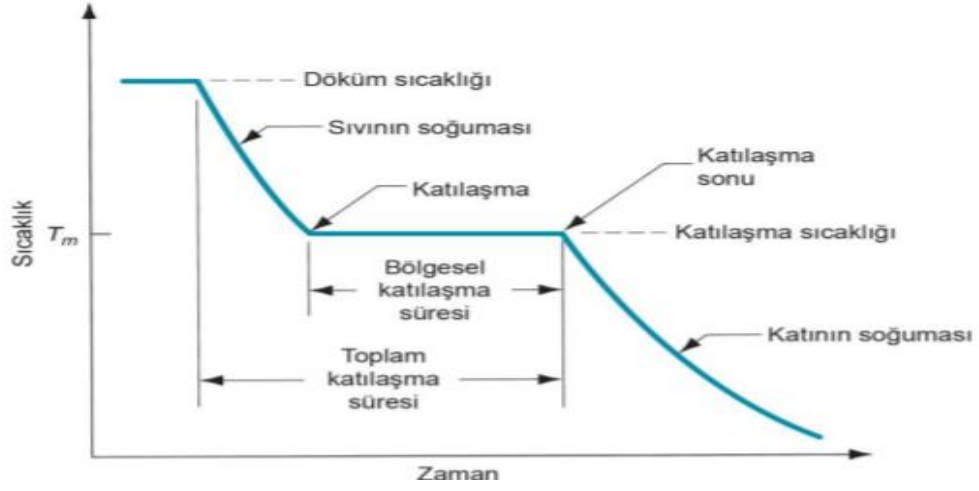 Döküm sıcaklığı
Sıvının soğuması
Katılaşma
sonu
Katılaşma
Sıcaklık
Tm
Katılaşma sıcaklığı
Bölgesel
katılaşma
süresi
Katının soğuması
Toplam
katılaşma
süresi
Zaman